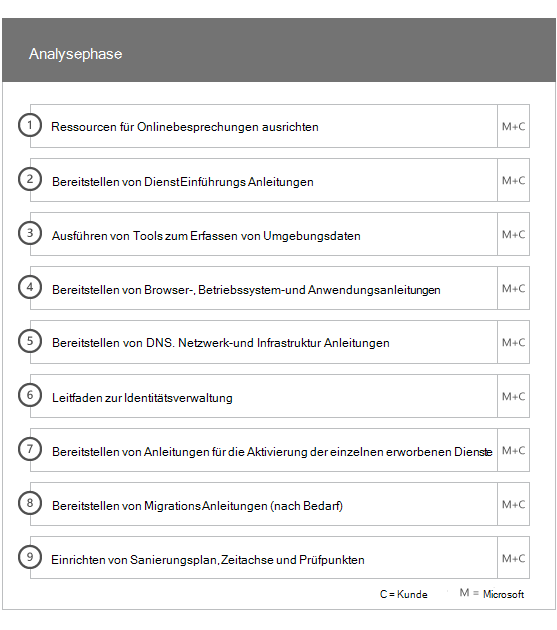 Analysephase
1 Ressourcen für Onlinebesprechungen ausrichten M+C
2 Bereitstellen von DienstEinführungs Anleitungen M+C
3 Ausführen von Tools zum Erfassen von Umgebungsdaten M+C
4 Bereitstellen von Browser-, Betriebssystem-und Anwendungsanleitungen M+C
5 Bereitstellen von DNS. Netzwerk-und Infrastruktur Anleitungen M+C
6 Leitfaden zur Identitätsverwaltung M+C
7 Bereitstellen von Anleitungen für die Aktivierung der einzelnen erworbenen Dienste M+C
8 Bereitstellen von MigrationsAnleitungen (nach Bedarf) M+C
9 Einrichten von Sanierungsplan, Zeitachse und Prüfpunkten M+C
C = Kunde M = Microsoft